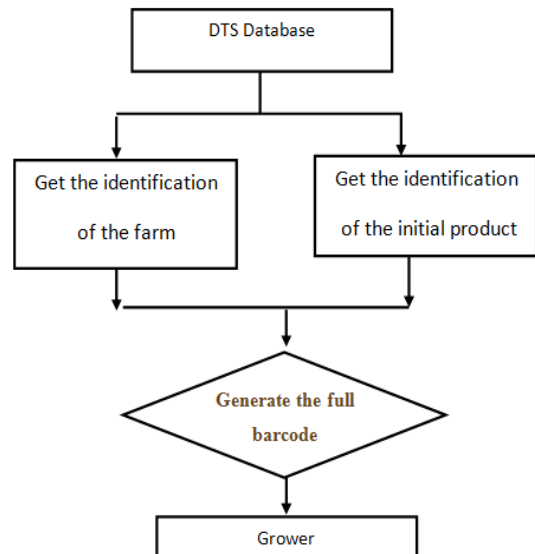 DTS Database
Get the identification
of the farm
Get the identification
of the initial product
Generate the full
barcode
Grower